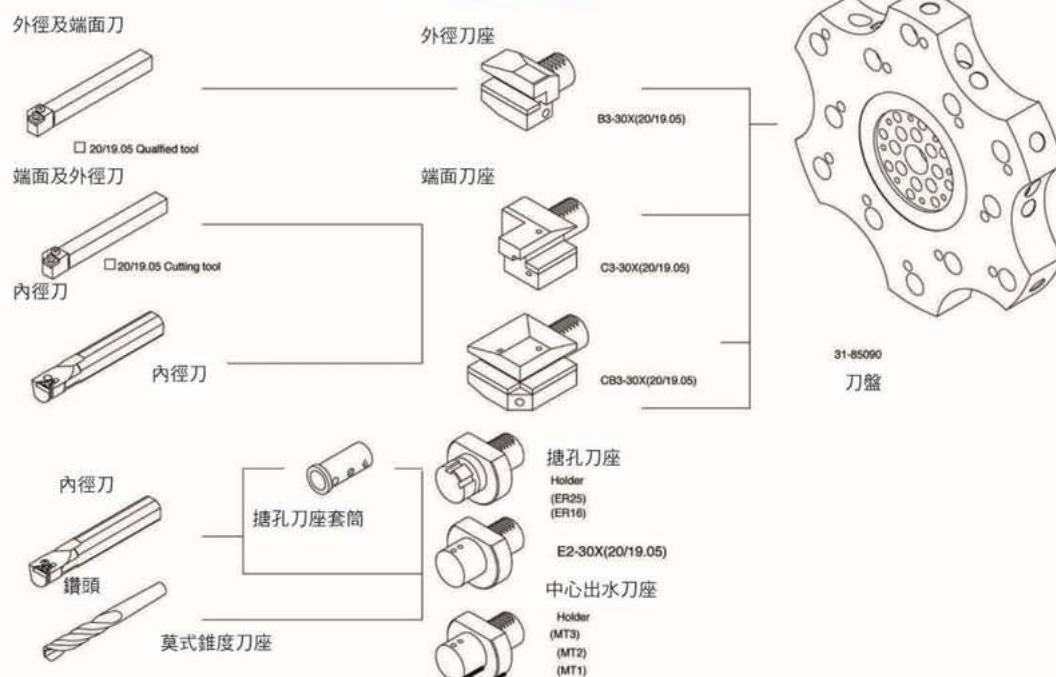 外徑及端面刀
外徑刀座
B3-30X(20/19.05)
□ 20/19.05 Qualfied tool
端面及外徑刀
端面刀座
□ 20/19.05 Cutting tool
C3-30X(20/19.05)
內徑刀
內徑刀
CB3-30X(20/19.05)
31-85090
刀盤
內徑刀
搪孔刀座套筒
搪孔刀座
Holder
(ER25)
(ER16)
E2-30X(20/19.05)
鑽頭
中心出水刀座
莫式錐度刀座
Holder
(MT3)
(MT2)
(MT1)